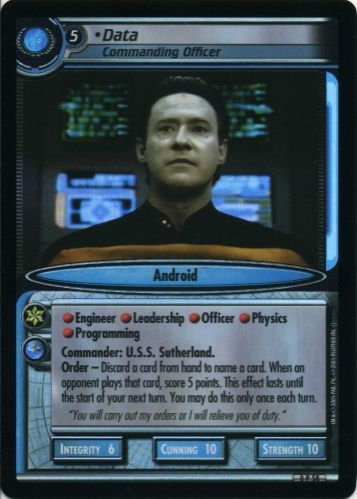 5 •Data
Commanding Officer
Android
Engineer Leadership Officer Physics
Programming
Commander: U.S.S. Sutherland.
Order – Discard a card from hand to name a card. When an
opponent plays that card, score 5 points. This effect lasts until
the start of your next turn. You may do this only once each turn.
"You will carry out my orders or I will relieve you of duty."
INTEGRITY 6 CUNNING 10 STRENGTH 10